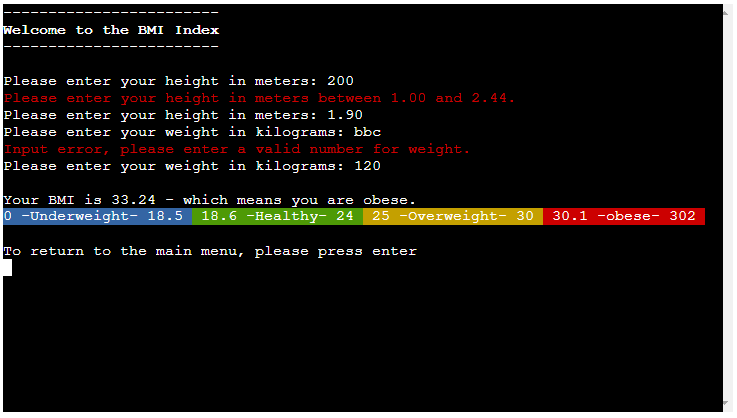 ------------------------
Welcome to the BMI Index
------------------------
Please enter your height in meters: 200
Please enter your height in meters between 1.00 and 2.44.
Please enter your height in meters: 1.90
Please enter your weight in kilograms: bbc
Input error, please enter a valid number for weight.
Please enter your weight in kilograms: 120
Your BMI is 33.24 - which means you are obese.
0 -Underweight- 18.5  18.6 -Healthy- 24  25 -Overweight- 30  30.1 -obese- 302
To return to the main menu, please press enter